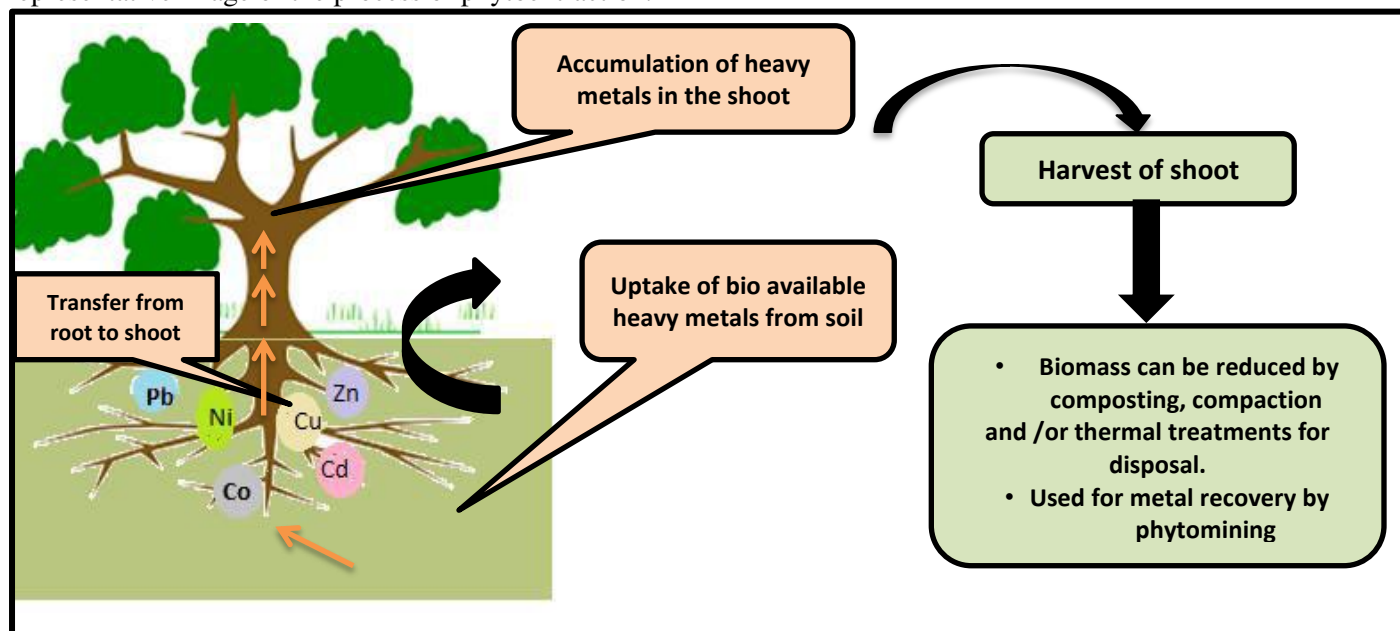 Accumulation of heavy
metals in the shoot
Harvest of shoot
Transfer from
root to shoot
Uptake of bio available
heavy metals from soil
Pb
Ni
Zn
Cu
Cd
Co
• Biomass can be reduced by
composting, compaction
and /or thermal treatments for
disposal.
• Used for metal recovery by
phytomining